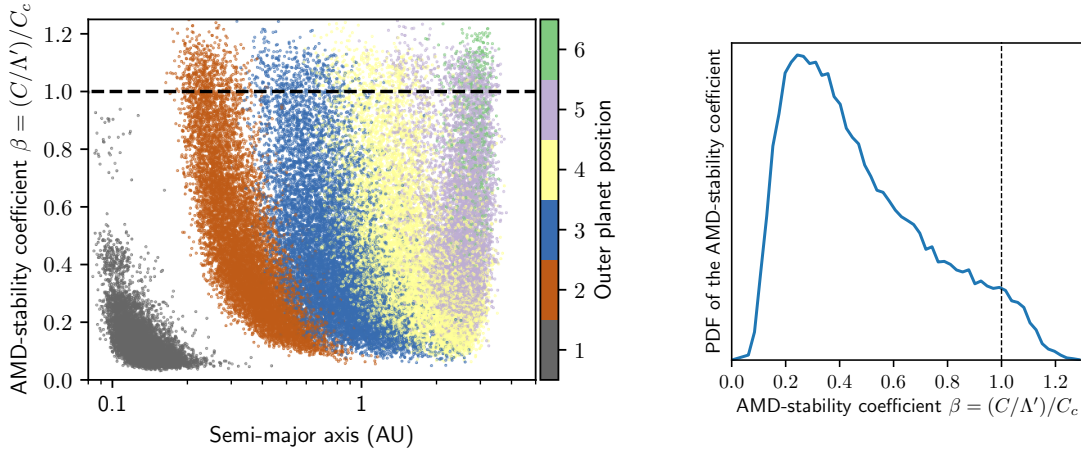 AMD-stability coefficient β = (C/Λ′)/C_c
1.2
1.0
0.8
0.6
0.4
0.2
0.0
0.1
1
Semi-major axis (AU)
6
5
4
3
2
1
Outer planet position
PDF of the AMD-stability coefficient
0.0 0.2 0.4 0.6 0.8 1.0 1.2
AMD-stability coefficient β = (C/Λ′)/C_c